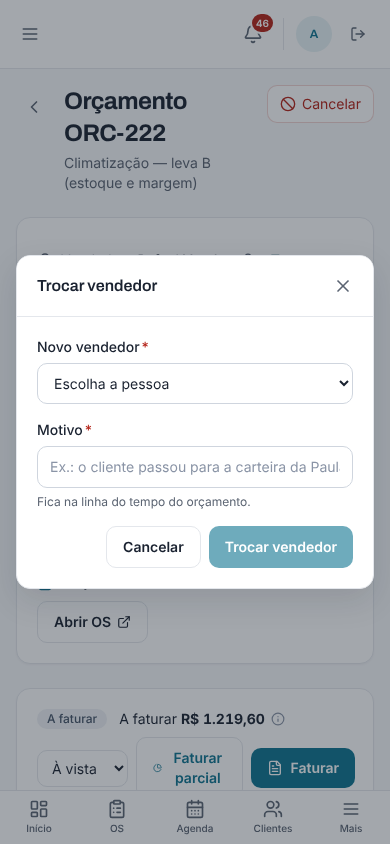 46
A
Orçamento
ORC-222
Cancelar
Climatização — leva B
(estoque e margem)
Trocar vendedor
Novo vendedor*
Escolha a pessoa
Motivo*
Ex.: o cliente passou para a carteira da Paul
Fica na linha do tempo do orçamento.
Cancelar
Trocar vendedor
Abrir OS
A faturar
A faturar R$ 1.219,60
À vista
Faturar
parcial
Faturar
Início
OS
Agenda
Clientes
Mais